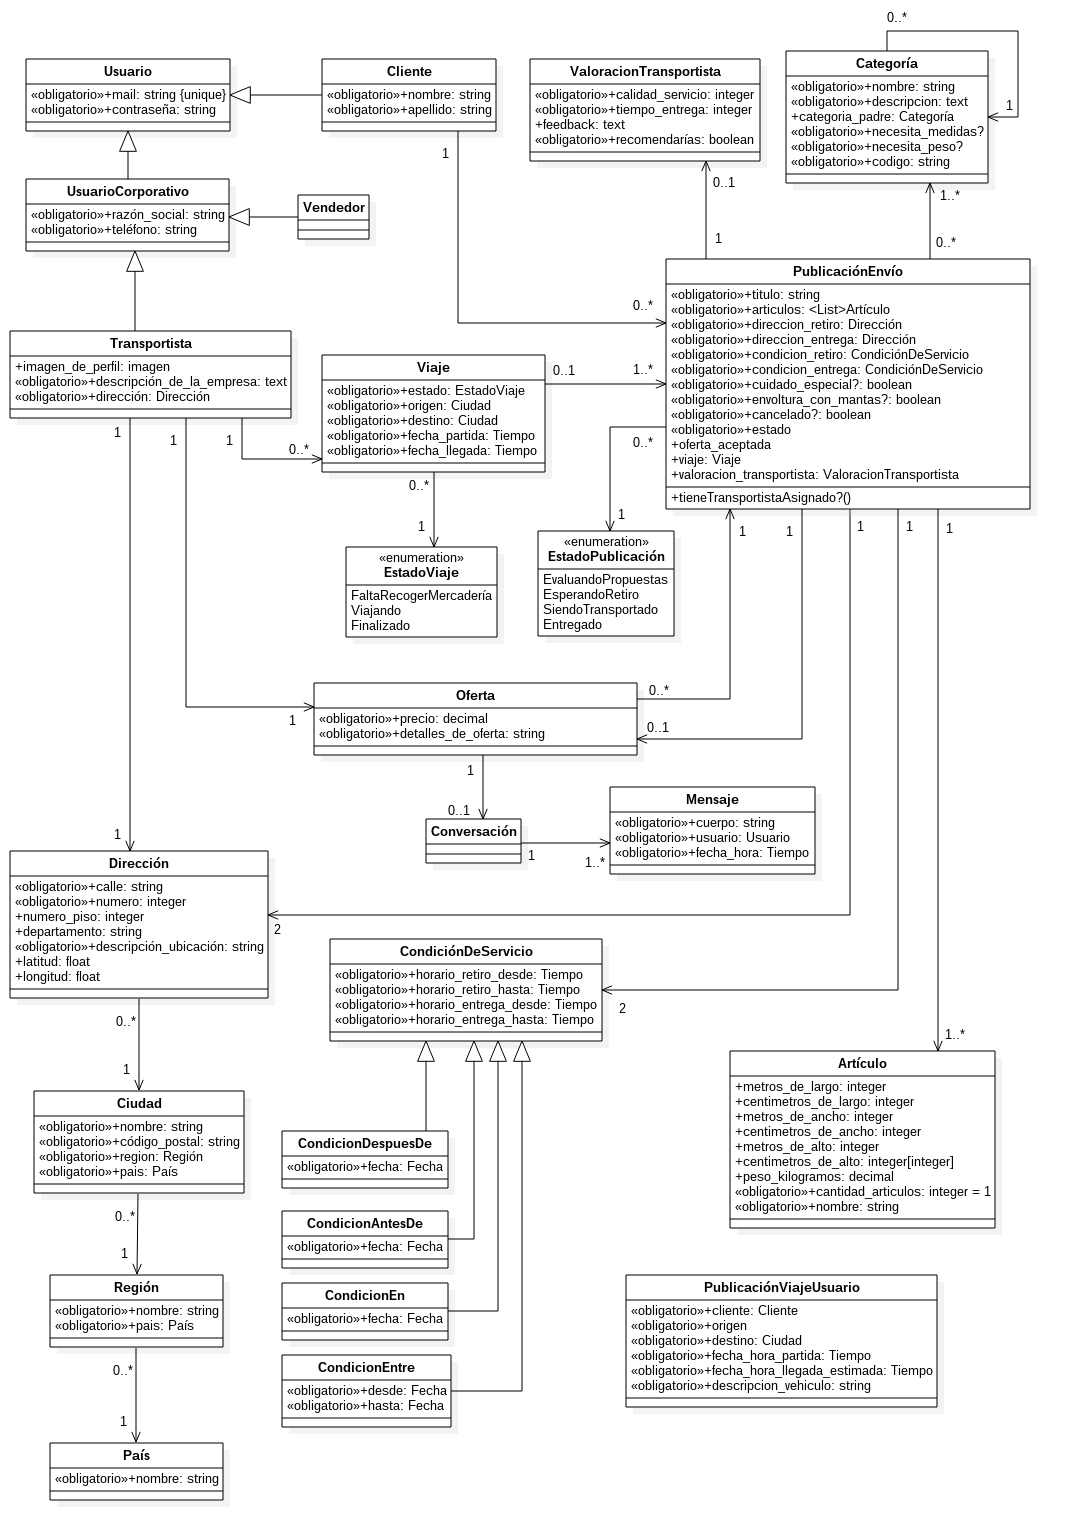 0..*
1
Usuario
«obligatorio»+mail: string {unique}
«obligatorio»+contraseña: string
Cliente
«obligatorio»+nombre: string
«obligatorio»+apellido: string
1
ValoracionTransportista
«obligatorio»+calidad_servicio: integer
«obligatorio»+tiempo_entrega: integer
+feedback: text
«obligatorio»+recomendarías: boolean
0..1
1
Categoría
«obligatorio»+nombre: string
«obligatorio»+descripcion: text
+categoria_padre: Categoría
«obligatorio»+necesita_medidas?
«obligatorio»+necesita_peso?
«obligatorio»+codigo: string
1..*
0..*
UsuarioCorporativo
«obligatorio»+razón_social: string
«obligatorio»+teléfono: string
Vendedor
PublicaciónEnvío
«obligatorio»+titulo: string
«obligatorio»+articulos: <List>Artículo
«obligatorio»+direccion_retiro: Dirección
«obligatorio»+direccion_entrega: Dirección
«obligatorio»+condicion_retiro: CondiciónDeServicio
«obligatorio»+condicion_entrega: CondiciónDeServicio
«obligatorio»+cuidado_especial?: boolean
«obligatorio»+envoltura_con_mantas?: boolean
«obligatorio»+cancelado?: boolean
«obligatorio»+estado
+oferta_aceptada
+viaje: Viaje
+valoracion_transportista: ValoracionTransportista
+tieneTransportistaAsignado?()
0..*
Transportista
+imagen_de_perfil: imagen
«obligatorio»+descripción_de_la_empresa: text
«obligatorio»+dirección: Dirección
1
1
1
0..*
Viaje
«obligatorio»+estado: EstadoViaje
«obligatorio»+origen: Ciudad
«obligatorio»+destino: Ciudad
«obligatorio»+fecha_partida: Tiempo
«obligatorio»+fecha_llegada: Tiempo
0..1
1..*
0..*
0..*
1
1
«enumeration»
EstadoViaje
FaltaRecogerMercadería
Viajando
Finalizado
«enumeration»
EstadoPublicación
EvaluandoPropuestas
EsperandoRetiro
SiendoTransportado
Entregado
1
1
1
1
1
Oferta
«obligatorio»+precio: decimal
«obligatorio»+detalles_de_oferta: string
1
0..*
0..1
1
0..1
Conversación
1
1..*
Mensaje
«obligatorio»+cuerpo: string
«obligatorio»+usuario: Usuario
«obligatorio»+fecha_hora: Tiempo
1
Dirección
«obligatorio»+calle: string
«obligatorio»+numero: integer
+numero_piso: integer
+departamento: string
«obligatorio»+descripción_ubicación: string
+latitud: float
+longitud: float
2
0..*
1
CondiciónDeServicio
«obligatorio»+horario_retiro_desde: Tiempo
«obligatorio»+horario_retiro_hasta: Tiempo
«obligatorio»+horario_entrega_desde: Tiempo
«obligatorio»+horario_entrega_hasta: Tiempo
2
1..*
Artículo
+metros_de_largo: integer
+centimetros_de_largo: integer
+metros_de_ancho: integer
+centimetros_de_ancho: integer
+metros_de_alto: integer
+centimetros_de_alto: integer[integer]
+peso_kilogramos: decimal
«obligatorio»+cantidad_articulos: integer = 1
«obligatorio»+nombre: string
Ciudad
«obligatorio»+nombre: string
«obligatorio»+código_postal: string
«obligatorio»+region: Región
«obligatorio»+pais: País
0..*
1
CondicionDespuesDe
«obligatorio»+fecha: Fecha
CondicionAntesDe
«obligatorio»+fecha: Fecha
CondicionEn
«obligatorio»+fecha: Fecha
CondicionEntre
«obligatorio»+desde: Fecha
«obligatorio»+hasta: Fecha
Región
«obligatorio»+nombre: string
«obligatorio»+pais: País
0..*
1
País
«obligatorio»+nombre: string
PublicaciónViajeUsuario
«obligatorio»+cliente: Cliente
«obligatorio»+origen
«obligatorio»+destino: Ciudad
«obligatorio»+fecha_hora_partida: Tiempo
«obligatorio»+fecha_hora_llegada_estimada: Tiempo
«obligatorio»+descripcion_vehiculo: string